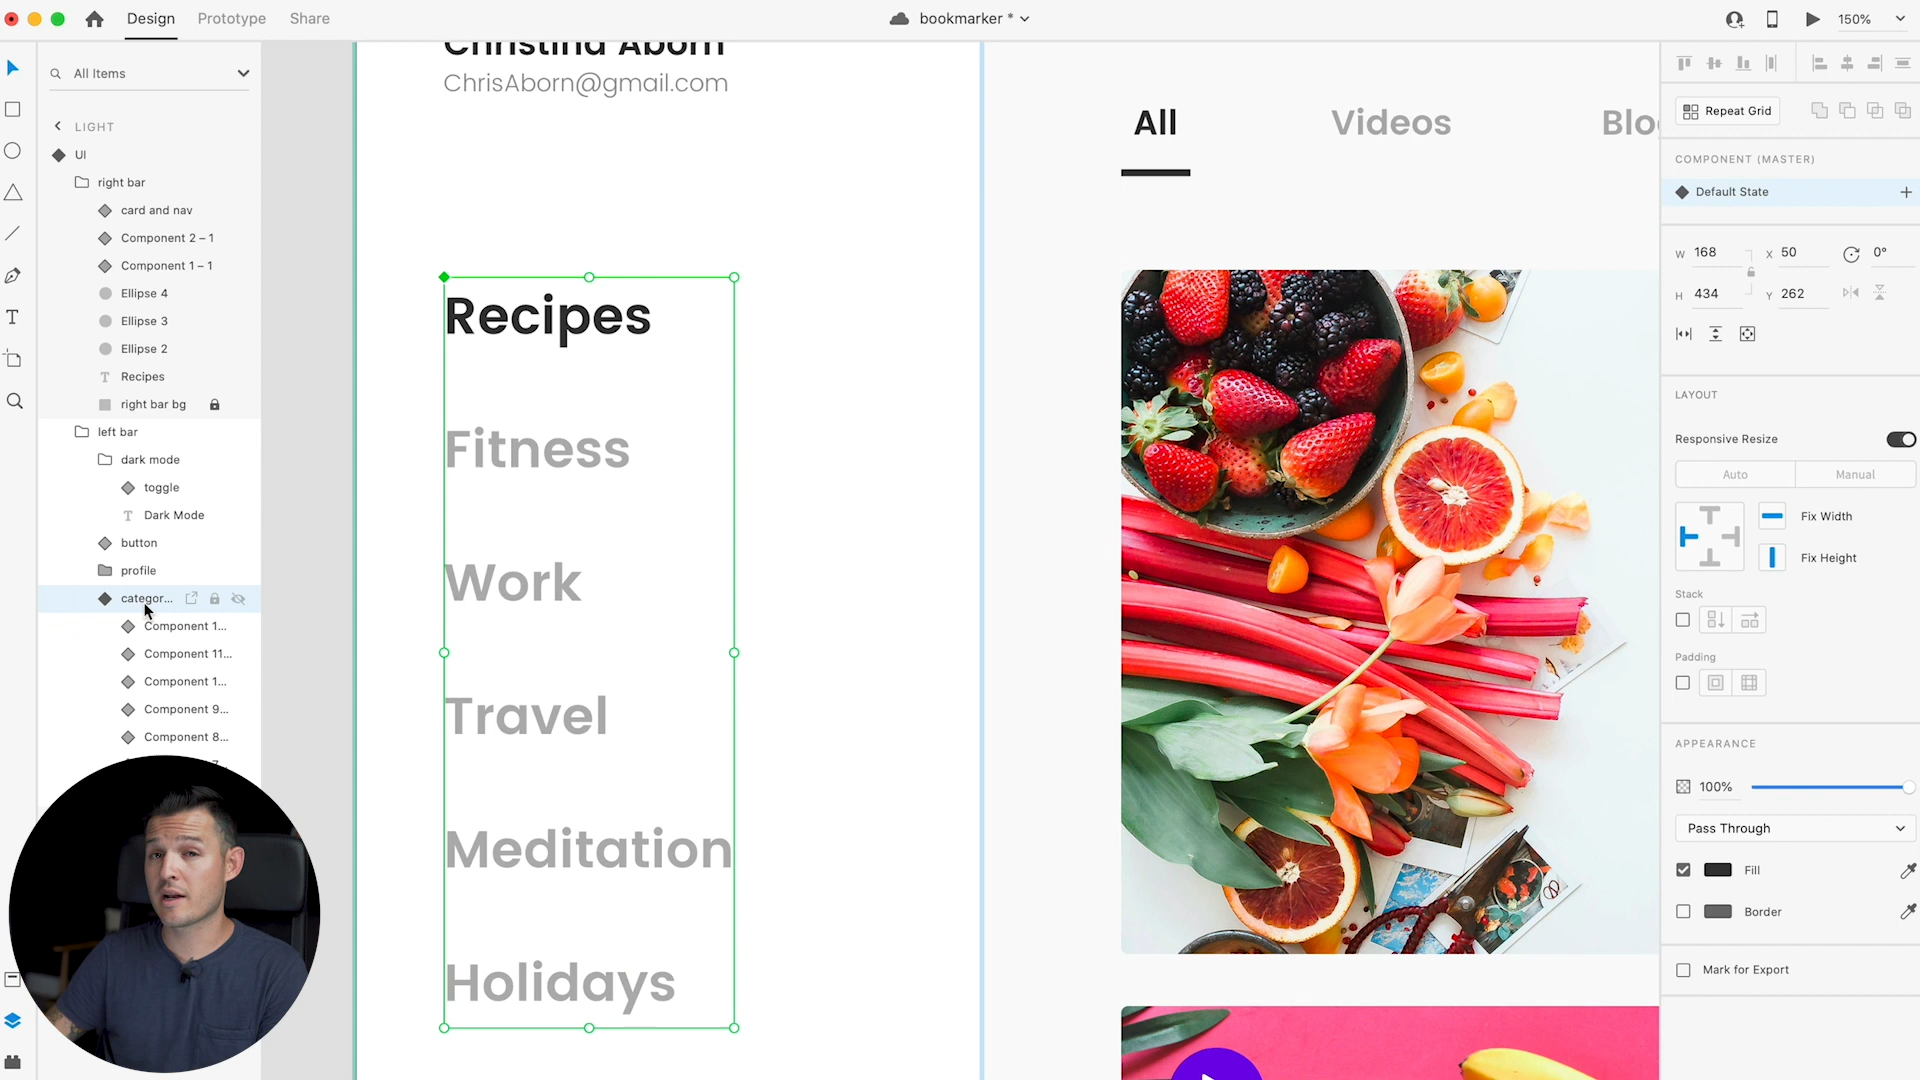 Design
Prototype
Share
bookmarker *
150%
All Items
LIGHT
UI
right bar
card and nav
Component 2 – 1
Component 1 – 1
Ellipse 4
Ellipse 3
Ellipse 2
Recipes
right bar bg
left bar
dark mode
toggle
Dark Mode
button
profile
categor...
Component 1...
Component 11...
Component 1...
Component 9...
Component 8...
Christina Aborn
ChrisAborn@gmail.com
Recipes
Fitness
Work
Travel
Meditation
Holidays
All
Videos
Repeat Grid
COMPONENT (MASTER)
Default State
W 168
X 50
0°
H 434
Y 262
LAYOUT
Responsive Resize
Auto
Manual
Fix Width
Fix Height
Stack
Padding
APPEARANCE
100%
Pass Through
Fill
Border
Mark for Export